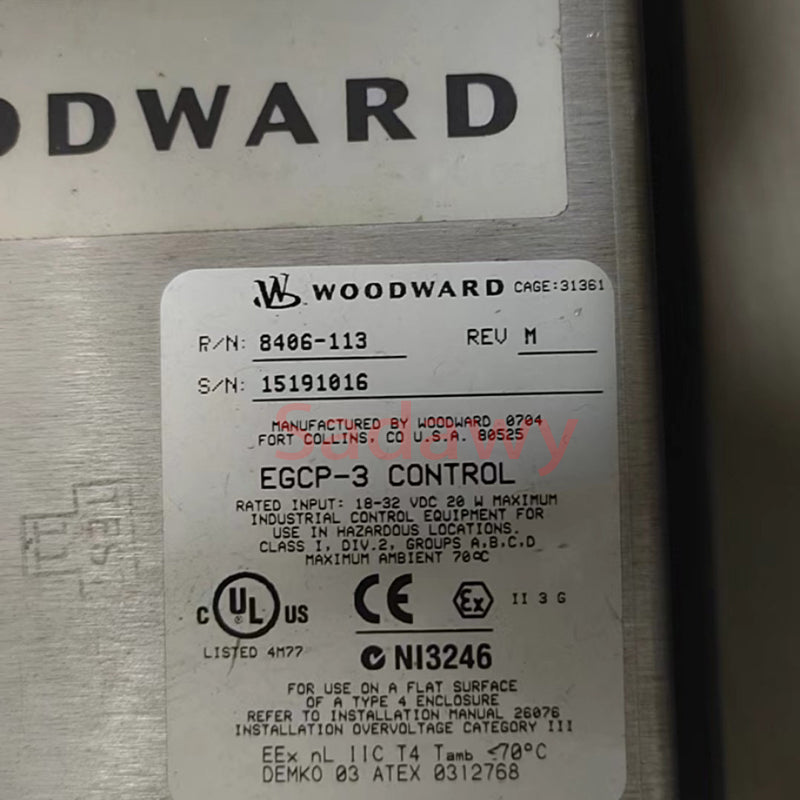 ODWARD
WOODWARD CAGE:31361
P/N: 8406-113 REV M
S/N: 15191016
MANUFACTURED BY WOODWARD 0704
FORT COLLINS, CO U.S.A. 80525
Sadawy
EGCP-3 CONTROL
RATED INPUT: 18-32 VDC 20 W MAXIMUM
INDUSTRIAL CONTROL EQUIPMENT FOR
USE IN HAZARDOUS LOCATIONS.
CLASS I, DIV.2, GROUPS A,B,C,D
MAXIMUM AMBIENT 70°C
C UL ® US CE Ex II 3 G
LISTED 4M77
NI3246
FOR USE ON A FLAT SURFACE
OF A TYPE 4 ENCLOSURE
REFER TO INSTALLATION MANUAL 26076
INSTALLATION OVERVOLTAGE CATEGORY III
EEx nL IIC T4 Tamb ≤70°C
DEMKO 03 ATEX 0312768
TEST